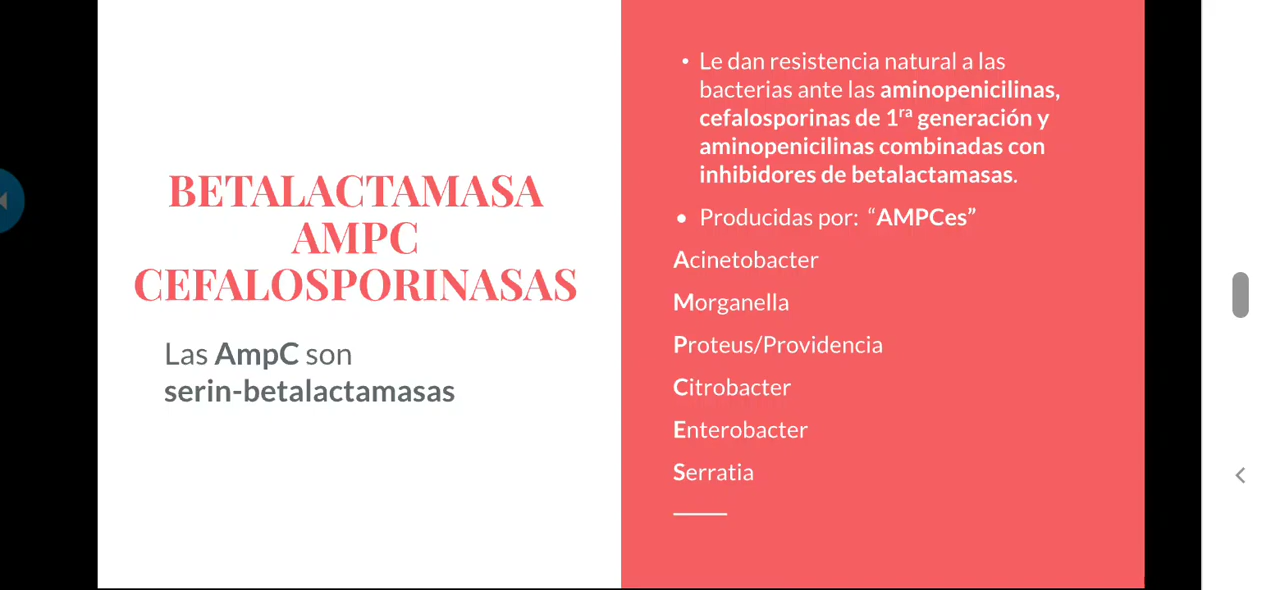 BETALACTAMASA
AMPC
CEFALOSPORINASAS
Las AmpC son
serin-betalactamasas
• Le dan resistencia natural a las
bacterias ante las aminopenicilinas,
cefalosporinas de 1ra generación y
aminopenicilinas combinadas con
inhibidores de betalactamasas.
• Producidas por: “AMPCes”
Acinetobacter
Morganella
Proteus/Providencia
Citrobacter
Enterobacter
Serratia